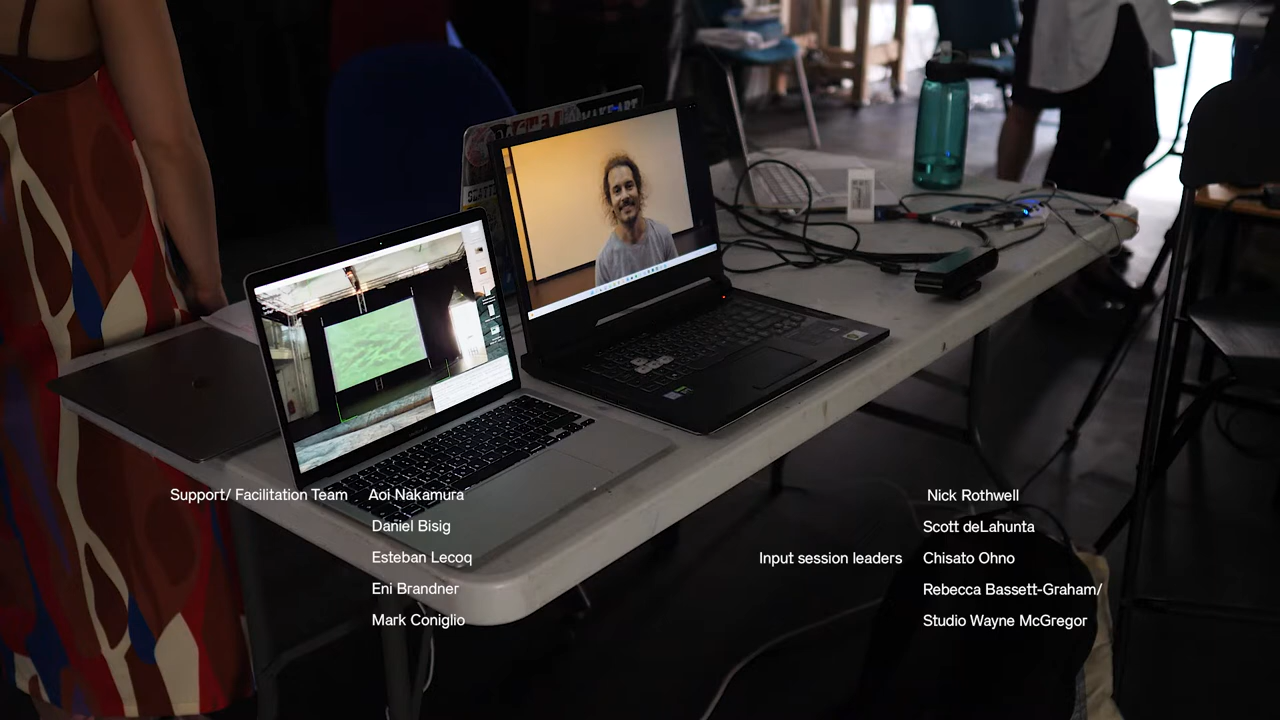 Support/ Facilitation Team
Aoi Nakamura
Daniel Bisig
Esteban Lecoq
Eni Brandner
Mark Coniglio
Nick Rothwell
Scott deLahunta
Input session leaders
Chisato Ohno
Rebecca Bassett-Graham/
Studio Wayne McGregor